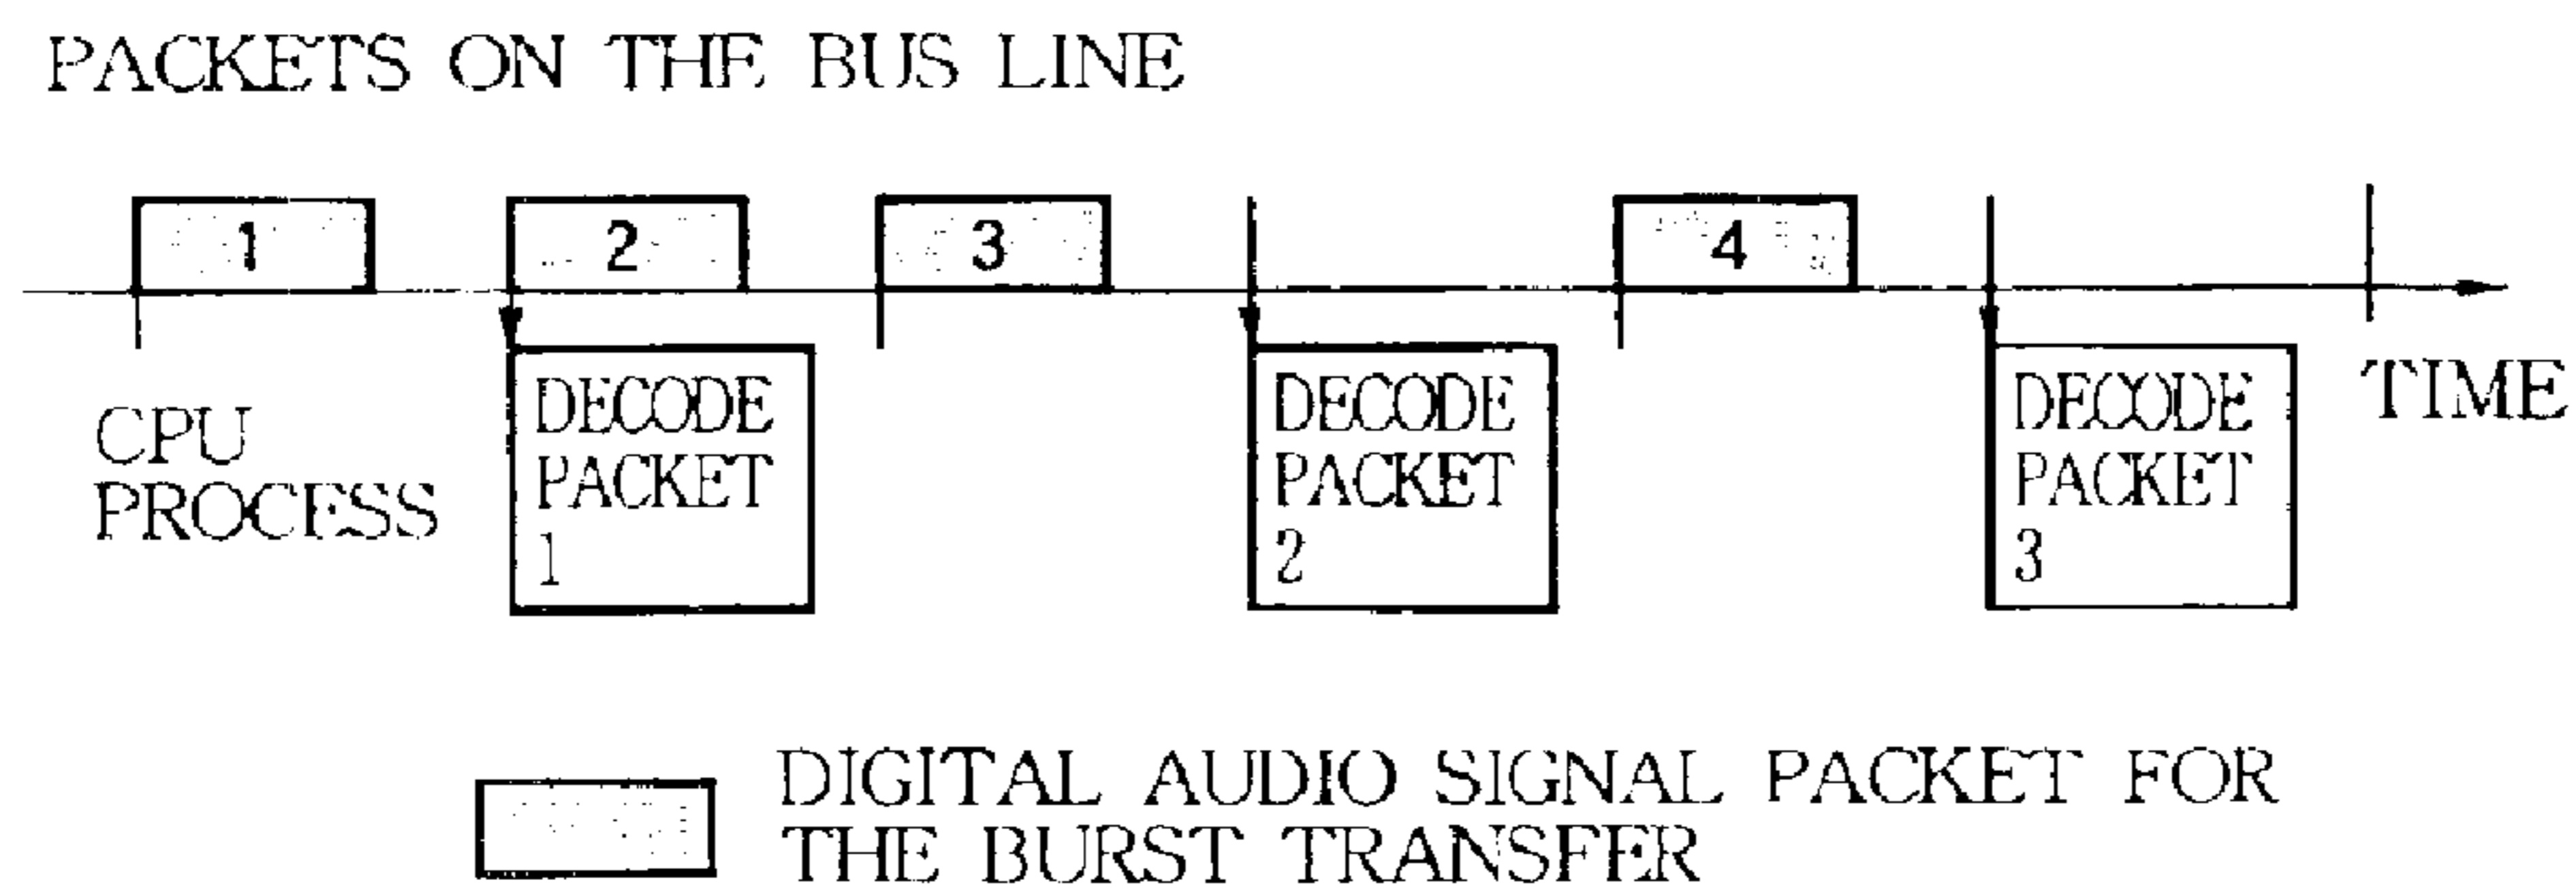 PACKETS ON THE BUS LINE
1 2 3 4
CPU
PROCESS
DECODE
PACKET
1
DECODE
PACKET
2
DECODE
PACKET
3
TIME
DIGITAL AUDIO SIGNAL PACKET FOR
THE BURST TRANSFER